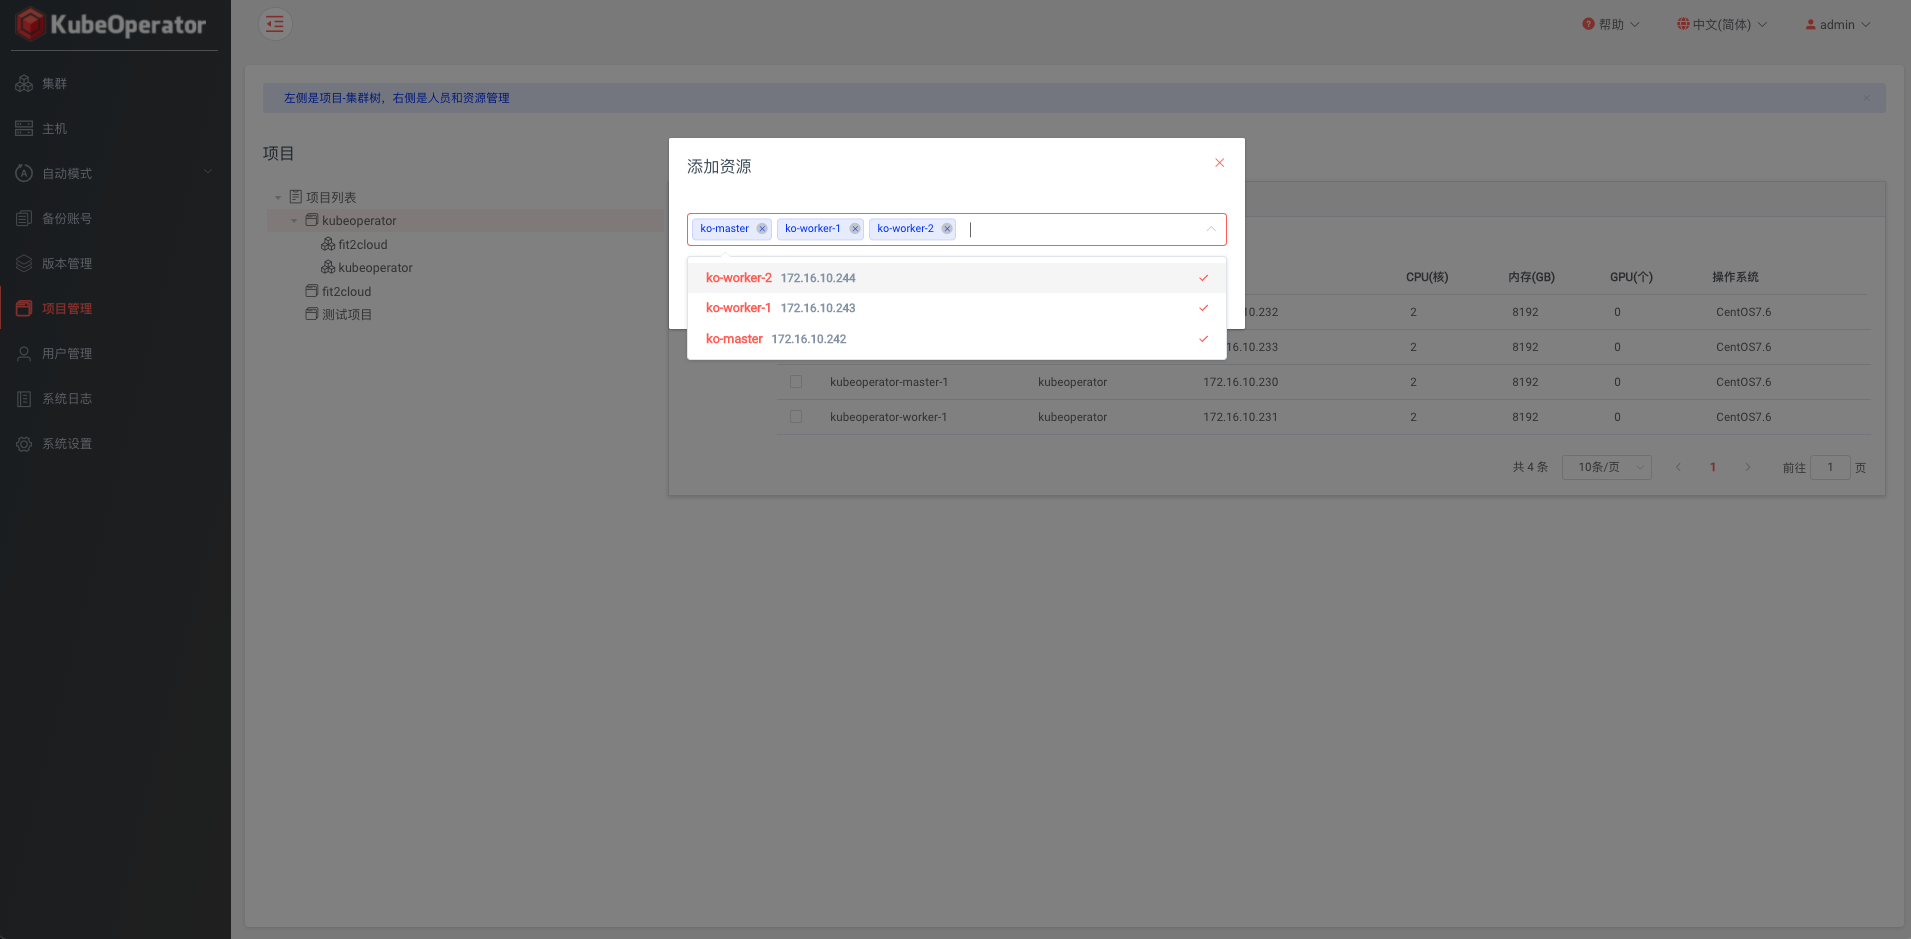 KubeOperator
帮助
中文(简体)
admin
集群
主机
自动模式
备份账号
版本管理
项目管理
用户管理
系统日志
系统设置
左侧是项目-集群树，右侧是人员和资源管理
项目
项目列表
kubeoperator
fit2cloud
kubeoperator
fit2cloud
测试项目
添加资源
ko-master ko-worker-1 ko-worker-2
ko-worker-2 172.16.10.244
ko-worker-1 172.16.10.243
ko-master 172.16.10.242
CPU(核) 内存(GB) GPU(个) 操作系统
10.232 2 8192 0 CentOS7.6
16.10.233 2 8192 0 CentOS7.6
kubeoperator-master-1 kubeoperator 172.16.10.230 2 8192 0 CentOS7.6
kubeoperator-worker-1 kubeoperator 172.16.10.231 2 8192 0 CentOS7.6
共 4 条 10条/页 1 前往 1 页